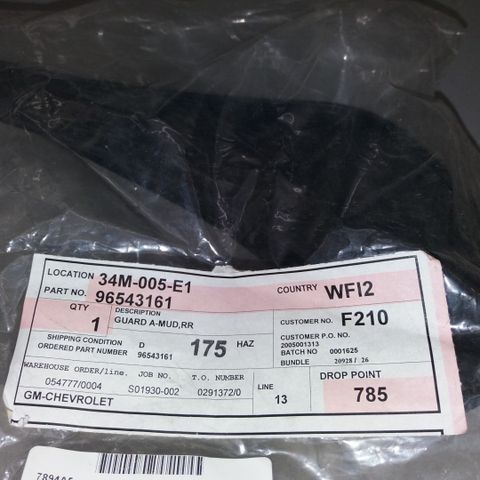 LOCATION 34M-005-E1 COUNTRY WFI2
PART NO. 96543161
QTY 1 DESCRIPTION GUARD A-MUD,RR CUSTOMER NO. F210
CUSTOMER P.O. NO. 2005001313
SHIPPING CONDITION D 175 HAZ BATCH NO 0001625
ORDERED PART NUMBER 96543161 BUNDLE 20928 / 26
WAREHOUSE ORDER/line. JOB NO. T.O. NUMBER LINE DROP POINT
054777/0004 S01930-002 0291372/0 13 785
GM-CHEVROLET